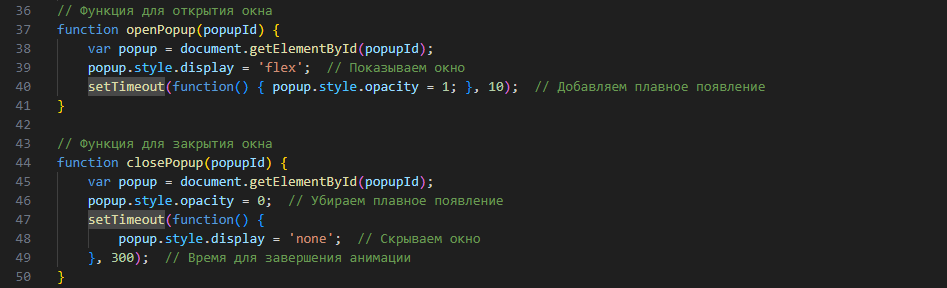 36 // Функция для открытия окна
37 function openPopup(popupId) {
38     var popup = document.getElementById(popupId);
39     popup.style.display = 'flex';  // Показываем окно
40     setTimeout(function() { popup.style.opacity = 1; }, 10);  // Добавляем плавное появление
41 }
42
43 // Функция для закрытия окна
44 function closePopup(popupId) {
45     var popup = document.getElementById(popupId);
46     popup.style.opacity = 0;  // Убираем плавное появление
47     setTimeout(function() {
48         popup.style.display = 'none';  // Скрываем окно
49     }, 300);  // Время для завершения анимации
50 }